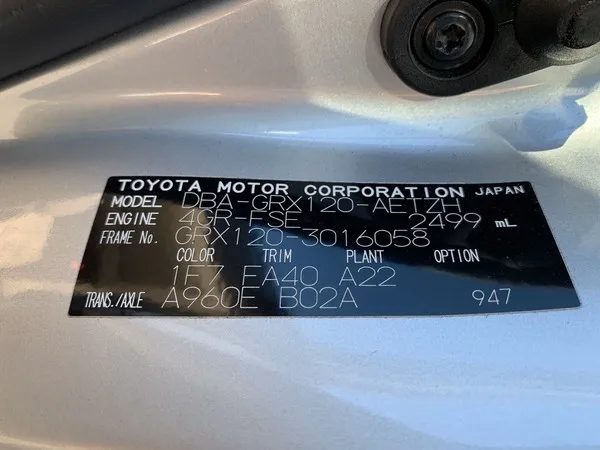 TOYOTA MOTOR CORPORATION JAPAN
MODEL DBA-GRX120-AETZH
ENGINE 4GR-FSE 2499 mL
FRAME No. GRX120-3016058
COLOR TRIM PLANT OPTION
1F7 FA40 A22
TRANS./AXLE A960E B02A 947